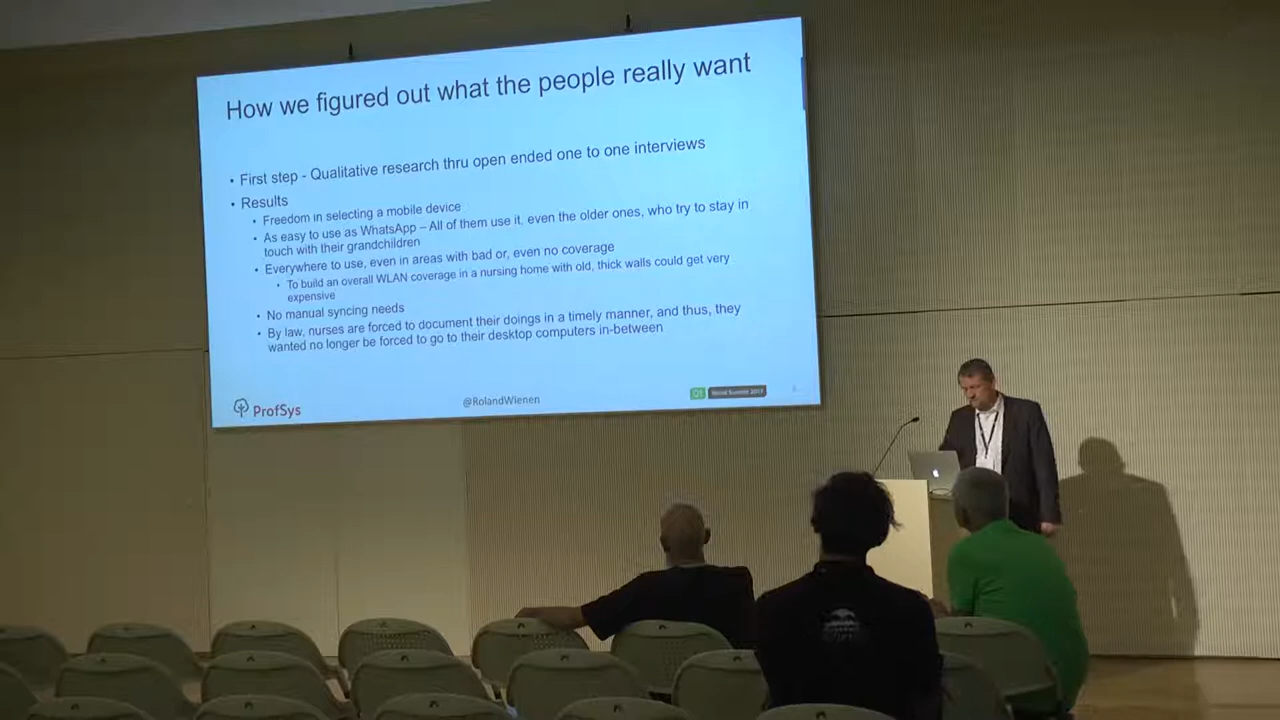 How we figured out what the people really want
• First step - Qualitative research thru open ended one to one interviews
• Results
• Freedom in selecting a mobile device
• As easy to use as WhatsApp – All of them use it, even the older ones, who try to stay in
touch with their grandchildren
• Everywhere to use, even in areas with bad or, even no coverage
• To build an overall WLAN coverage in a nursing home with old, thick walls could get very
expensive
• No manual syncing needs
• By law, nurses are forced to document their doings in a timely manner, and thus, they
wanted no longer be forced to go to their desktop computers in-between
ProfSys
@RolandWienen
Qt World Summit 2017